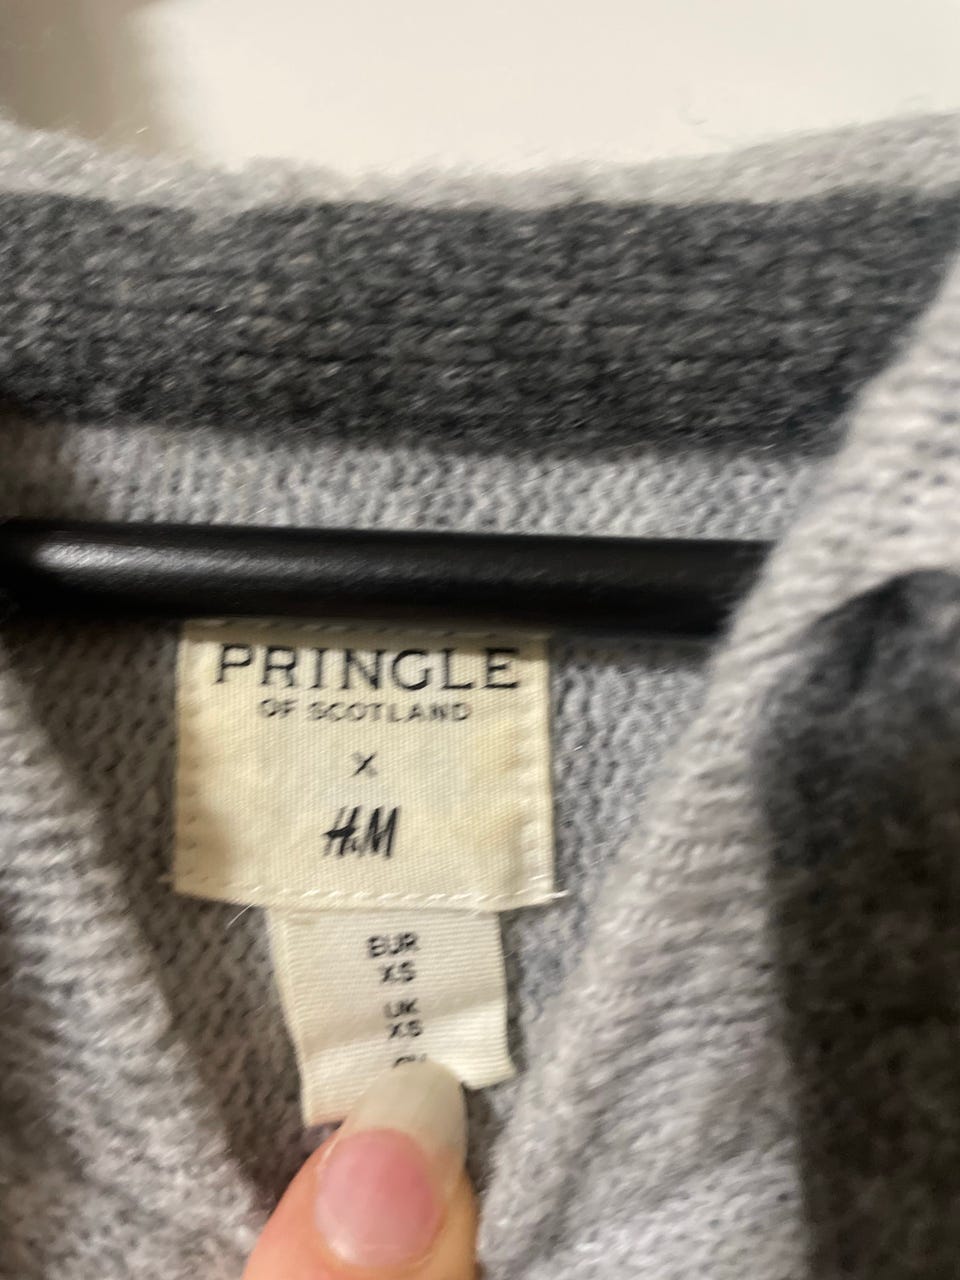 PRINGLE
OF SCOTLAND
X
H&M
EUR
XS
UK
XS